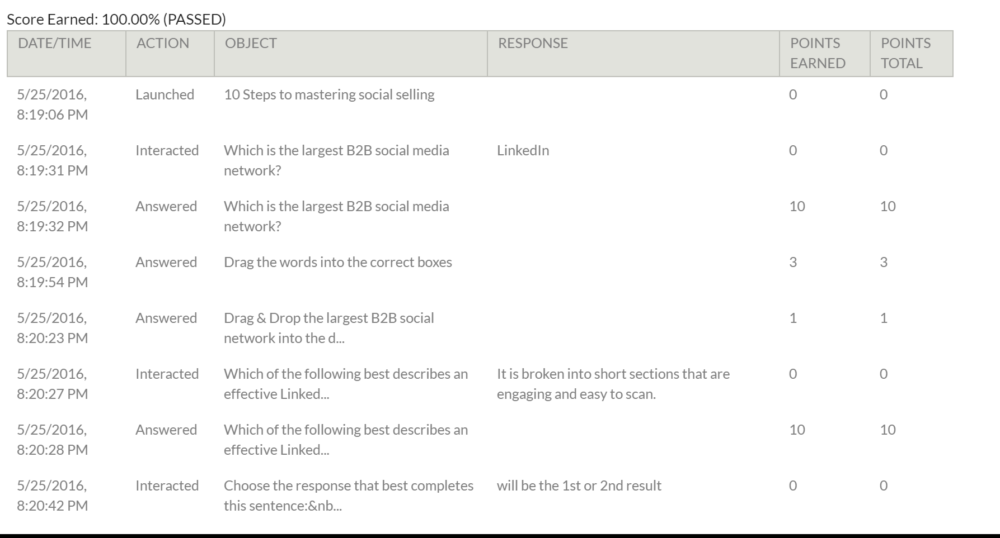 Score Earned: 100.00% (PASSED)
DATE/TIME ACTION OBJECT RESPONSE POINTS EARNED POINTS TOTAL
5/25/2016, 8:19:06 PM Launched 10 Steps to mastering social selling 0 0
5/25/2016, 8:19:31 PM Interacted Which is the largest B2B social media network? LinkedIn 0 0
5/25/2016, 8:19:32 PM Answered Which is the largest B2B social media network? 10 10
5/25/2016, 8:19:54 PM Answered Drag the words into the correct boxes 3 3
5/25/2016, 8:20:23 PM Answered Drag & Drop the largest B2B social network into the d... 1 1
5/25/2016, 8:20:27 PM Interacted Which of the following best describes an effective Linked... It is broken into short sections that are engaging and easy to scan. 0 0
5/25/2016, 8:20:28 PM Answered Which of the following best describes an effective Linked... 10 10
5/25/2016, 8:20:42 PM Interacted Choose the response that best completes this sentence:&nb... will be the 1st or 2nd result 0 0